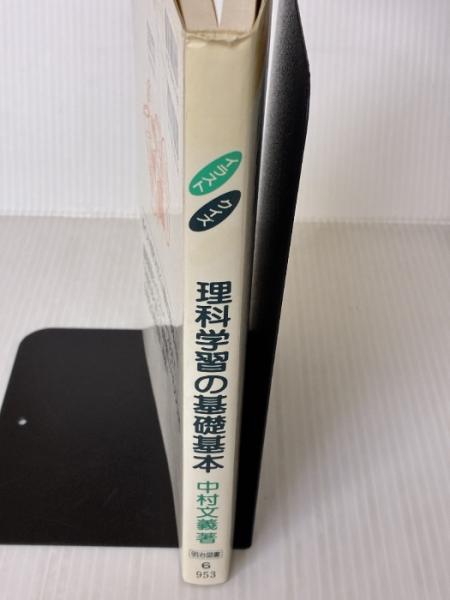 イラスト
クイズ
理科学習の基礎基本
中村文義著
明治図書
6
953